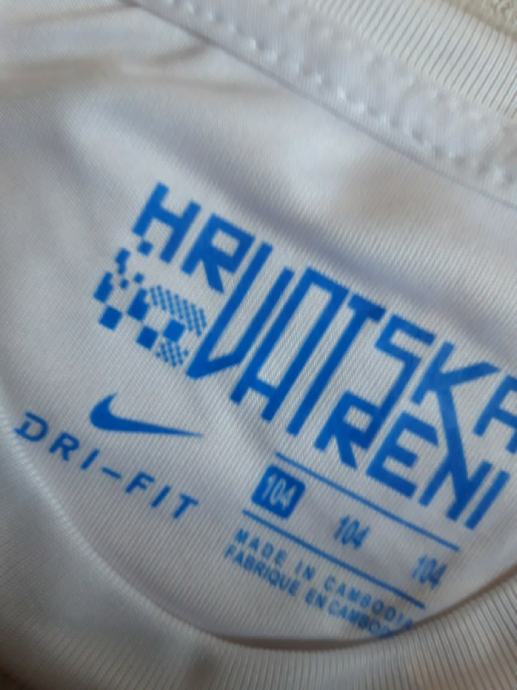 HRVATSKA
VATRENI
DRI-FIT
104 104 104
MADE IN CAMBODIA
FABRIQUE EN CAMBODGE